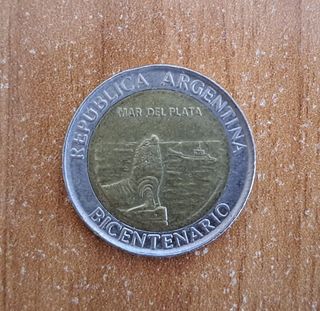 REPUBLICA ARGENTINA
MAR DEL PLATA
BICENTENARIO